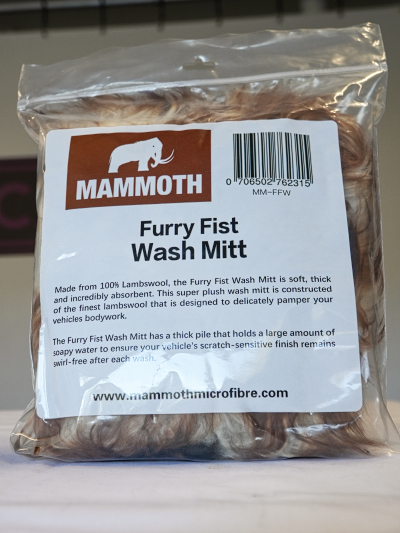 MAMMOTH
0 706502 762315
MM-FFW
Furry Fist
Wash Mitt
Made from 100% Lambswool, the Furry Fist Wash Mitt is soft, thick
and incredibly absorbent. This super plush wash mitt is constructed
of the finest lambswool that is designed to delicately pamper your
vehicles bodywork.
The Furry Fist Wash Mitt has a thick pile that holds a large amount of
soapy water to ensure your vehicle's scratch-sensitive finish remains
swirl-free after each wash.
www.mammothmicrofibre.com